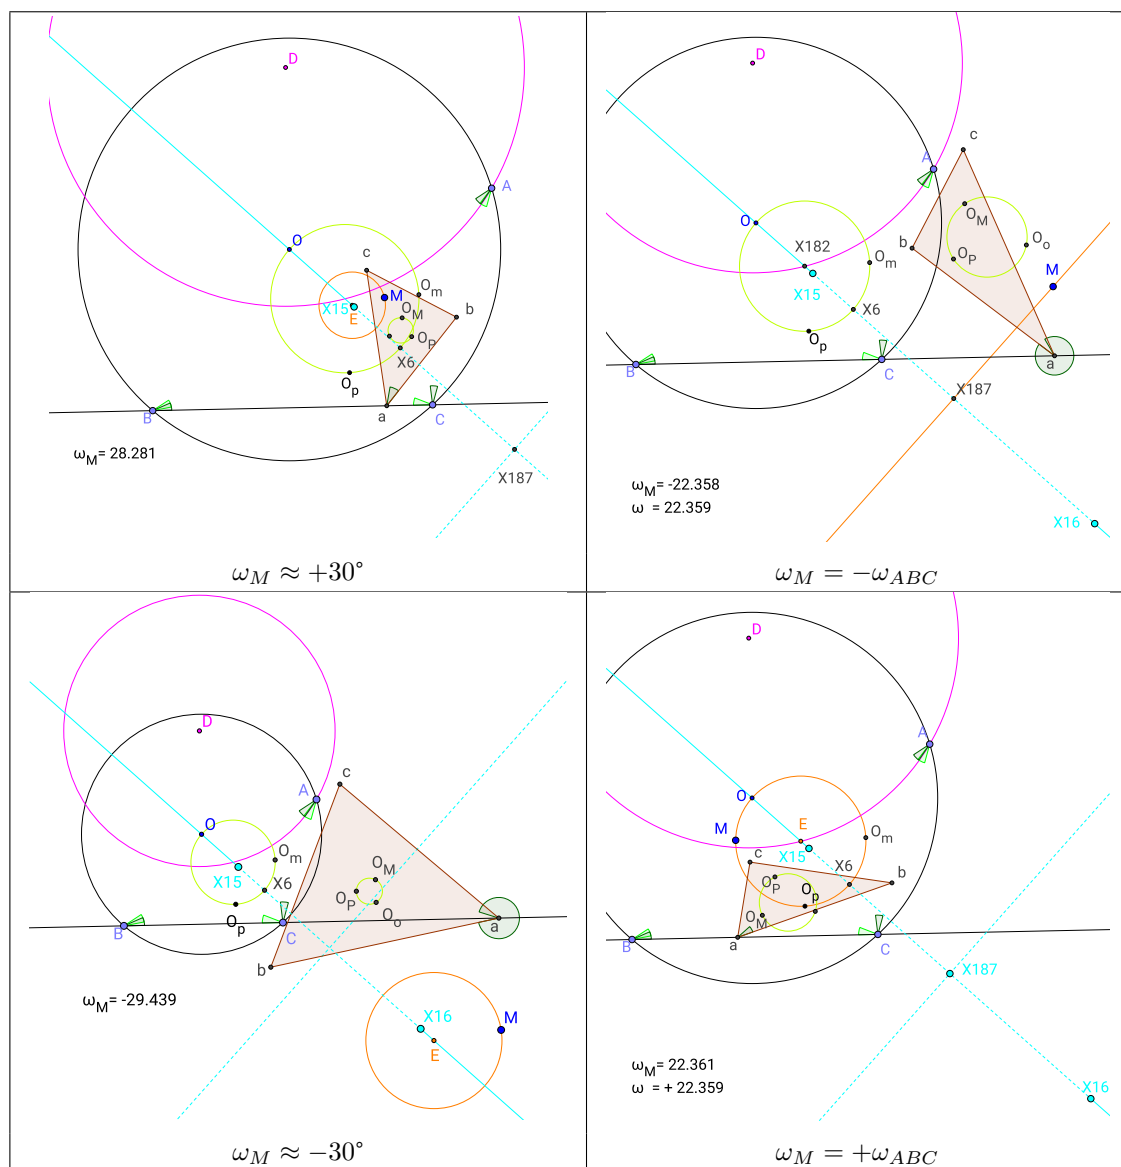 D
A
O
c
O_m
X15
M
E
O_M
b
O_P
X6
O_p
a
B
C
ω_M= 28.281
X187
ω_M ≈ +30°
D
c
A
O_M
O
b
O_o
X182
O_m
O_P
M
X15
X6
O_p
B
C
a
X187
ω_M= -22.358
ω = 22.359
X16
ω_M = −ω_ABC
D
c
A
O
O_m
O_M
X15
X6
O_P
O_o
O_p
a
B
C
b
ω_M= -29.439
X16
M
E
ω_M ≈ −30°
D
A
O
M
E
O_m
X15
c
X6
b
O_P
O_p
O_M
a
B
C
X187
ω_M= 22.361
ω = + 22.359
X16
ω_M = +ω_ABC